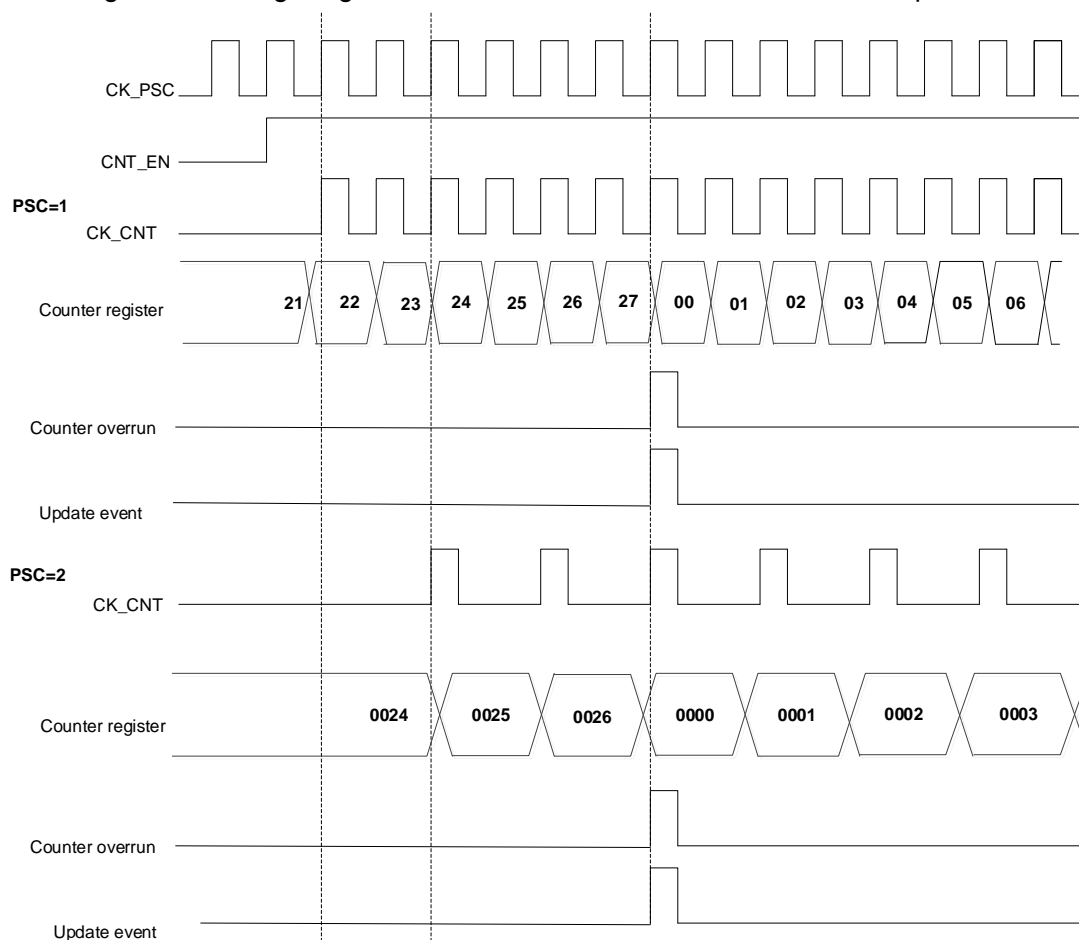 CK_PSC
CNT_EN
PSC=1
CK_CNT
Counter register 21 22 23 24 25 26 27 00 01 02 03 04 05 06
Counter overrun
Update event
PSC=2
CK_CNT
Counter register 0024 0025 0026 0000 0001 0002 0003
Counter overrun
Update event